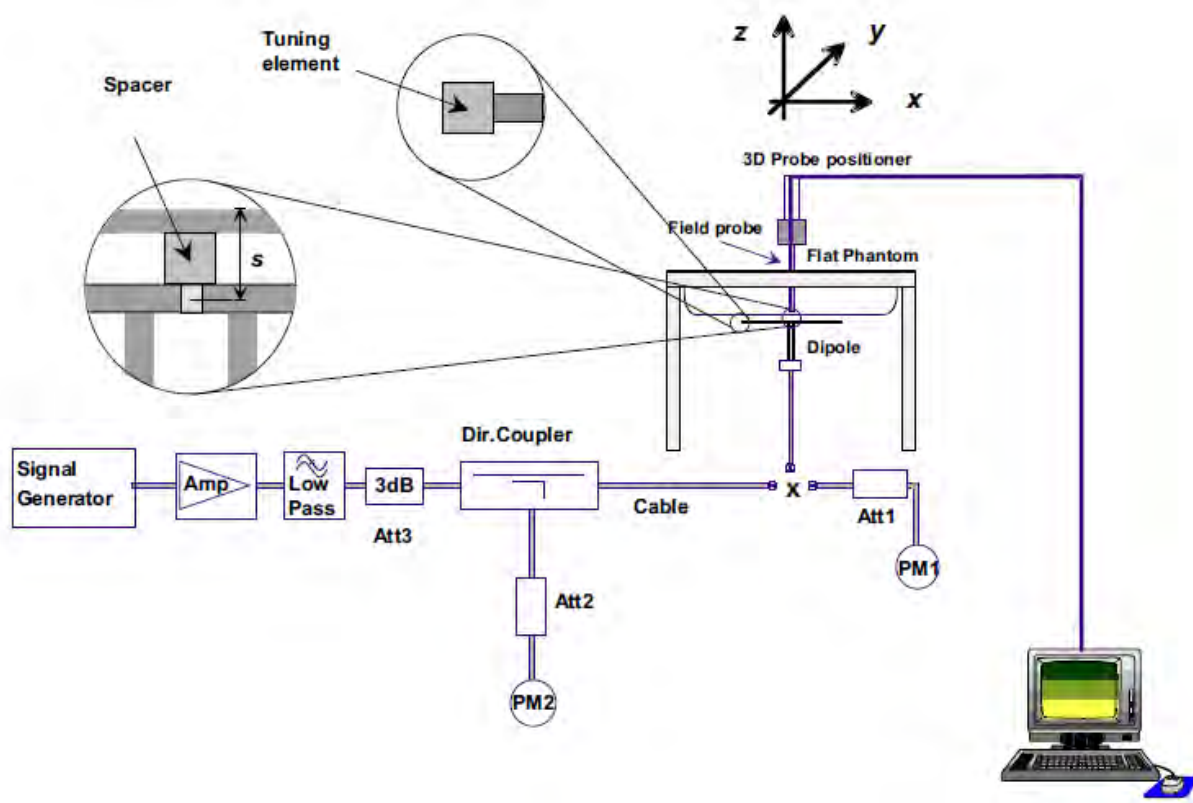 Tuning
element
Spacer
z
y
x
3D Probe positioner
Field probe
Flat Phantom
s
Dipole
Dir.Coupler
Signal
Generator
Amp
Low
Pass
3dB
Att3
Cable
x
Att1
PM1
Att2
PM2